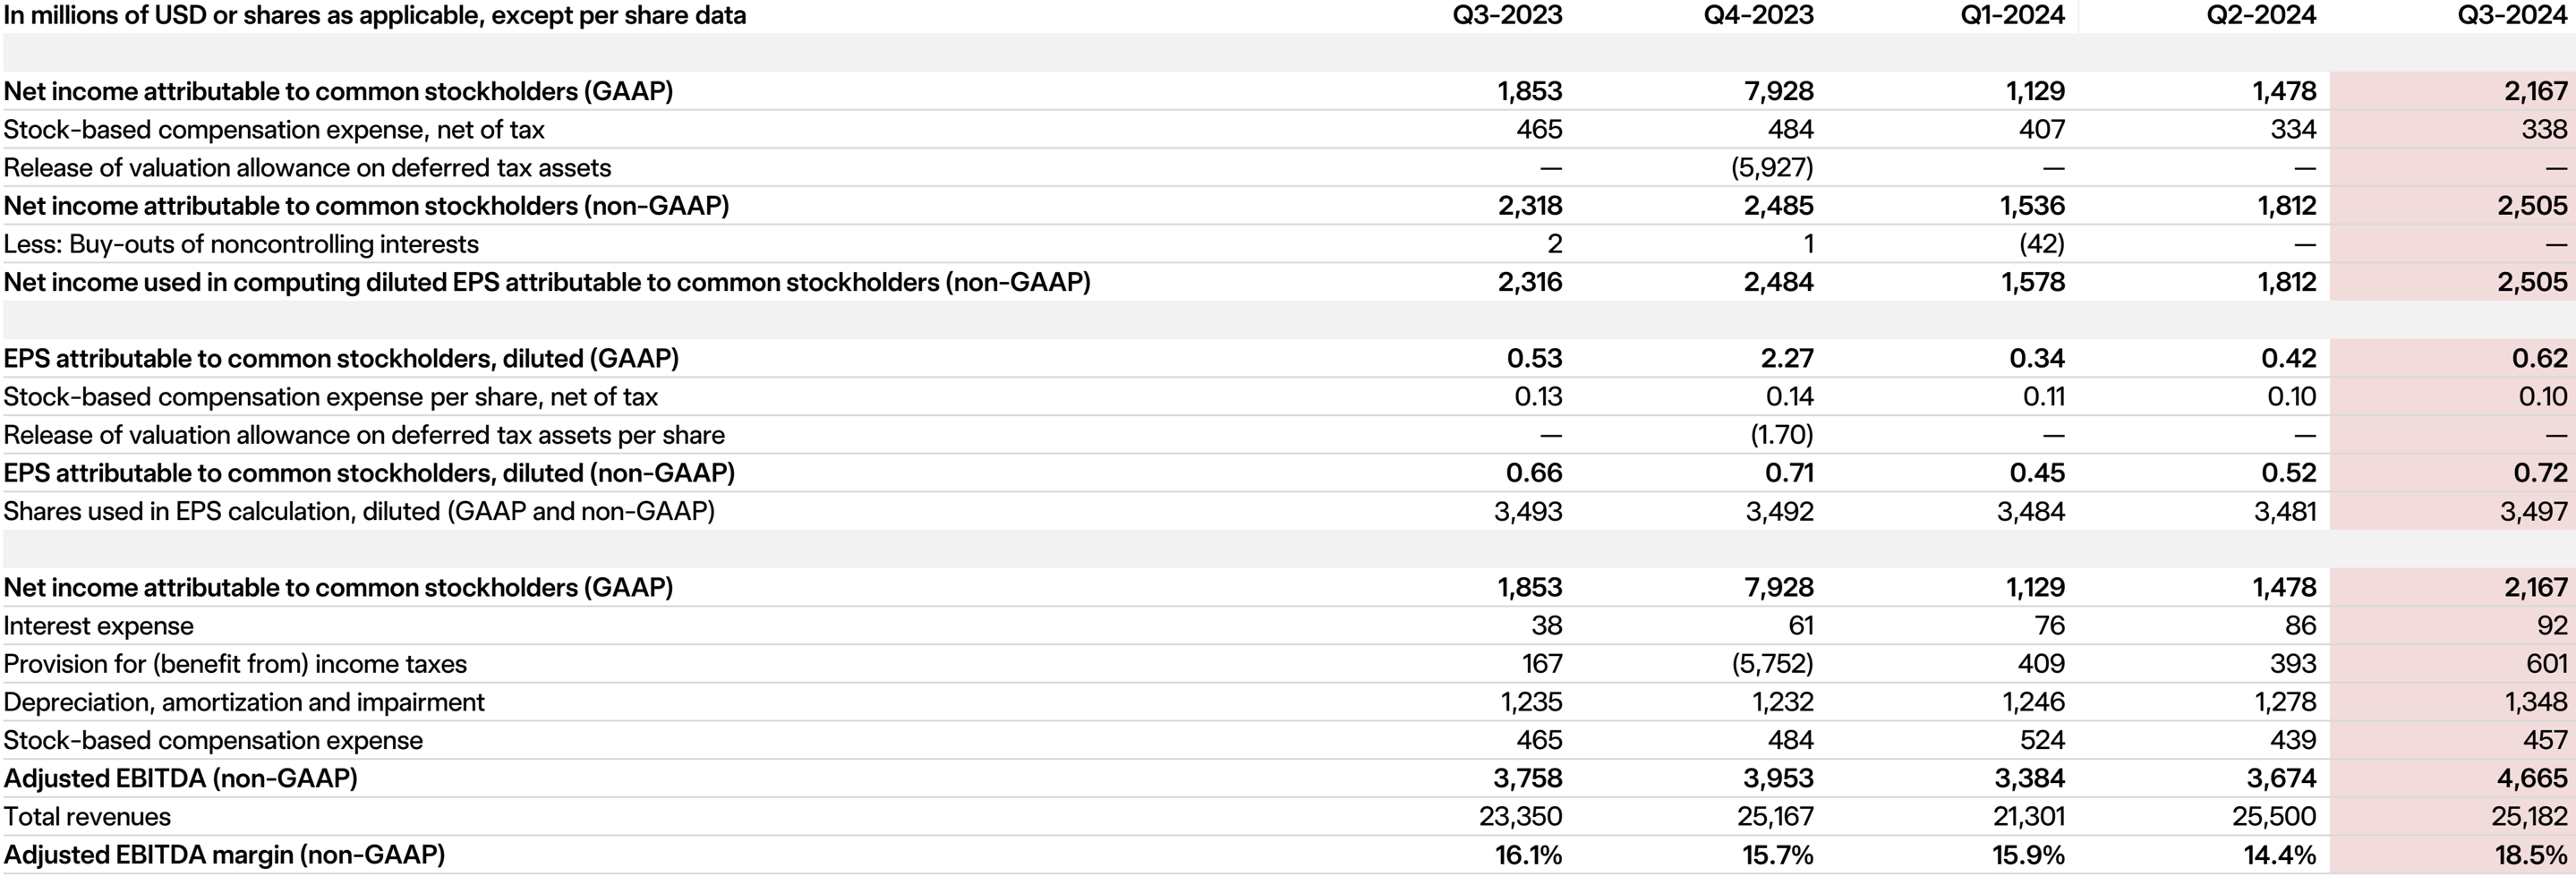 In millions of USD or shares as applicable, except per share data Q3-2023 Q4-2023 Q1-2024 Q2-2024 Q3-2024
Net income attributable to common stockholders (GAAP) 1,853 7,928 1,129 1,478 2,167
Stock-based compensation expense, net of tax 465 484 407 334 338
Release of valuation allowance on deferred tax assets — (5,927) — — —
Net income attributable to common stockholders (non-GAAP) 2,318 2,485 1,536 1,812 2,505
Less: Buy-outs of noncontrolling interests 2 1 (42) — —
Net income used in computing diluted EPS attributable to common stockholders (non-GAAP) 2,316 2,484 1,578 1,812 2,505
EPS attributable to common stockholders, diluted (GAAP) 0.53 2.27 0.34 0.42 0.62
Stock-based compensation expense per share, net of tax 0.13 0.14 0.11 0.10 0.10
Release of valuation allowance on deferred tax assets per share — (1.70) — — —
EPS attributable to common stockholders, diluted (non-GAAP) 0.66 0.71 0.45 0.52 0.72
Shares used in EPS calculation, diluted (GAAP and non-GAAP) 3,493 3,492 3,484 3,481 3,497
Net income attributable to common stockholders (GAAP) 1,853 7,928 1,129 1,478 2,167
Interest expense 38 61 76 86 92
Provision for (benefit from) income taxes 167 (5,752) 409 393 601
Depreciation, amortization and impairment 1,235 1,232 1,246 1,278 1,348
Stock-based compensation expense 465 484 524 439 457
Adjusted EBITDA (non-GAAP) 3,758 3,953 3,384 3,674 4,665
Total revenues 23,350 25,167 21,301 25,500 25,182
Adjusted EBITDA margin (non-GAAP) 16.1% 15.7% 15.9% 14.4% 18.5%